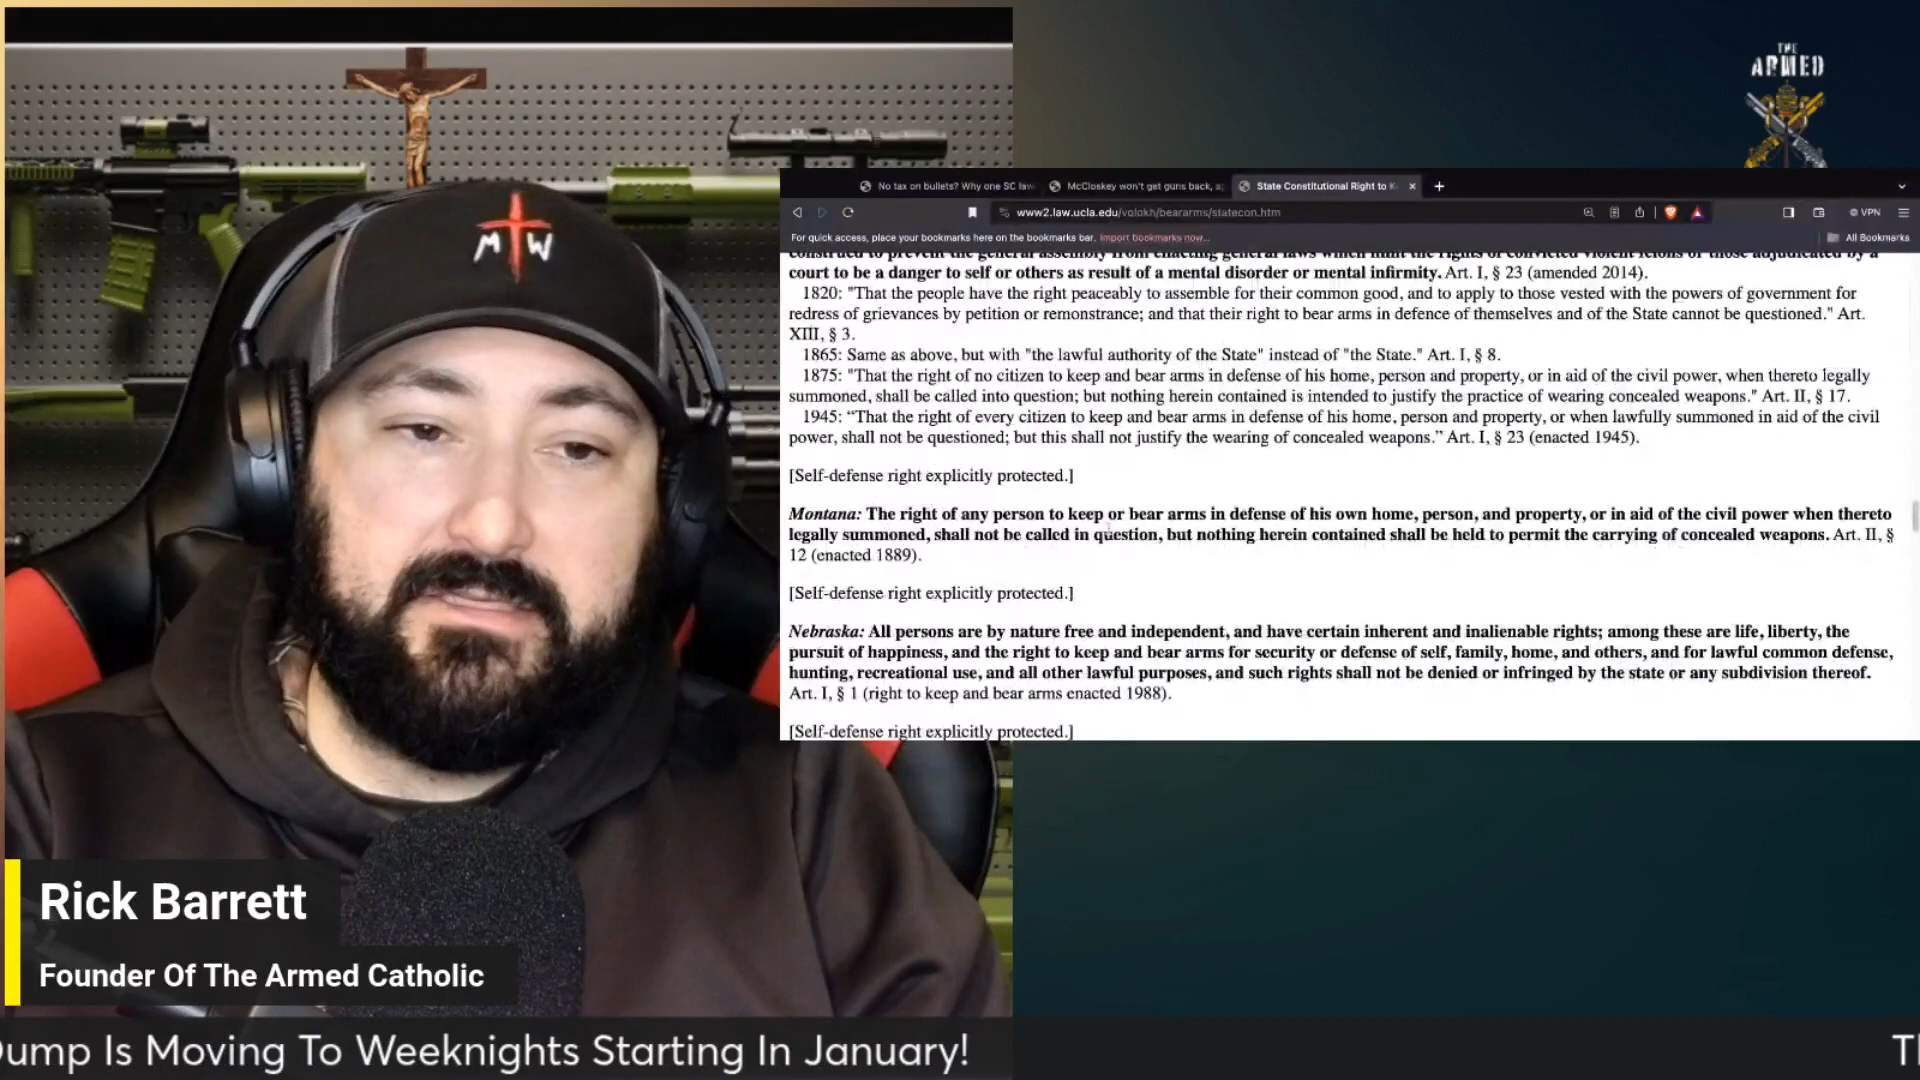 THE
ARMED
MTW
No tax on bullets? Why one SC law
McCloskey won't get guns back, a
State Constitutional Right to K
www2.law.ucla.edu/volokh/beararms/statecon.htm
VPN
For quick access, place your bookmarks here on the bookmarks bar. Import bookmarks now...
All Bookmarks
construed to prevent the general assembly from enacting general laws which limit the rights of convicted violent felons or those adjudicated by a
court to be a danger to self or others as result of a mental disorder or mental infirmity. Art. I, § 23 (amended 2014).
1820: "That the people have the right peaceably to assemble for their common good, and to apply to those vested with the powers of government for
redress of grievances by petition or remonstrance; and that their right to bear arms in defence of themselves and of the State cannot be questioned." Art.
XIII, § 3.
1865: Same as above, but with "the lawful authority of the State" instead of "the State." Art. I, § 8.
1875: "That the right of no citizen to keep and bear arms in defense of his home, person and property, or in aid of the civil power, when thereto legally
summoned, shall be called into question; but nothing herein contained is intended to justify the practice of wearing concealed weapons." Art. II, § 17.
1945: “That the right of every citizen to keep and bear arms in defense of his home, person and property, or when lawfully summoned in aid of the civil
power, shall not be questioned; but this shall not justify the wearing of concealed weapons.” Art. I, § 23 (enacted 1945).
[Self-defense right explicitly protected.]
Montana: The right of any person to keep or bear arms in defense of his own home, person, and property, or in aid of the civil power when thereto
legally summoned, shall not be called in question, but nothing herein contained shall be held to permit the carrying of concealed weapons. Art. II, §
12 (enacted 1889).
[Self-defense right explicitly protected.]
Nebraska: All persons are by nature free and independent, and have certain inherent and inalienable rights; among these are life, liberty, the
pursuit of happiness, and the right to keep and bear arms for security or defense of self, family, home, and others, and for lawful common defense,
hunting, recreational use, and all other lawful purposes, and such rights shall not be denied or infringed by the state or any subdivision thereof.
Art. I, § 1 (right to keep and bear arms enacted 1988).
[Self-defense right explicitly protected.]
Rick Barrett
Founder Of The Armed Catholic
Dump Is Moving To Weeknights Starting In January!